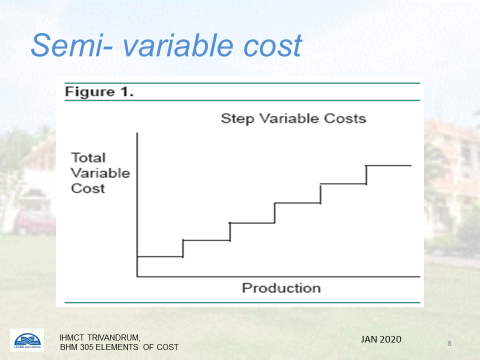 Semi- variable cost
Figure 1.
Step Variable Costs
Total
Variable
Cost
Production
IHMCT TRIVANDRUM,
BHM 305 ELEMENTS OF COST
JAN 2020
8